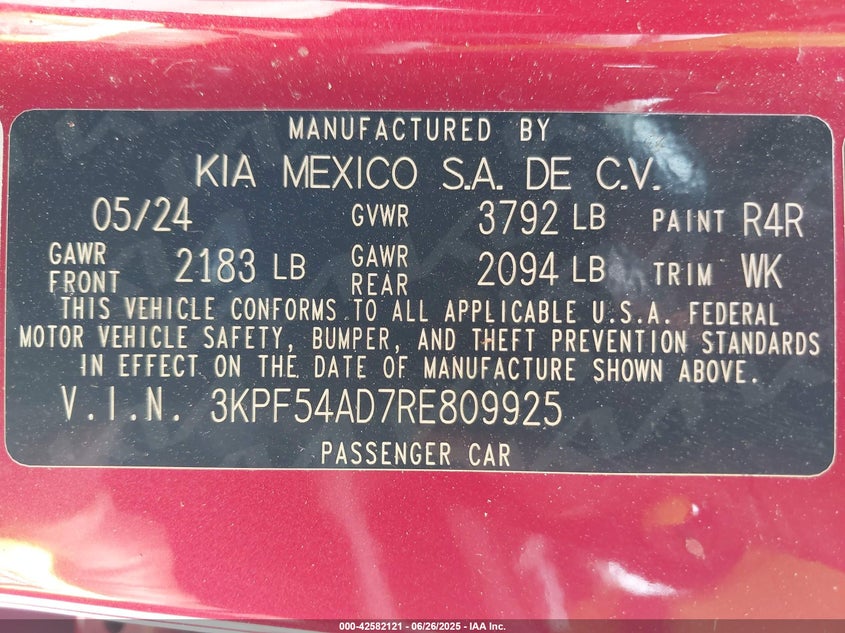 MANUFACTURED BY
KIA MEXICO S.A. DE C.V.
05/24 GVWR 3792 LB PAINT R4R
GAWR FRONT 2183 LB GAWR REAR 2094 LB TRIM WK
THIS VEHICLE CONFORMS TO ALL APPLICABLE U.S.A. FEDERAL
MOTOR VEHICLE SAFETY, BUMPER, AND THEFT PREVENTION STANDARDS
IN EFFECT ON THE DATE OF MANUFACTURE SHOWN ABOVE.
V.I.N. 3KPF54AD7RE809925
PASSENGER CAR
000-42582121 - 06/26/2025 - IAA Inc.